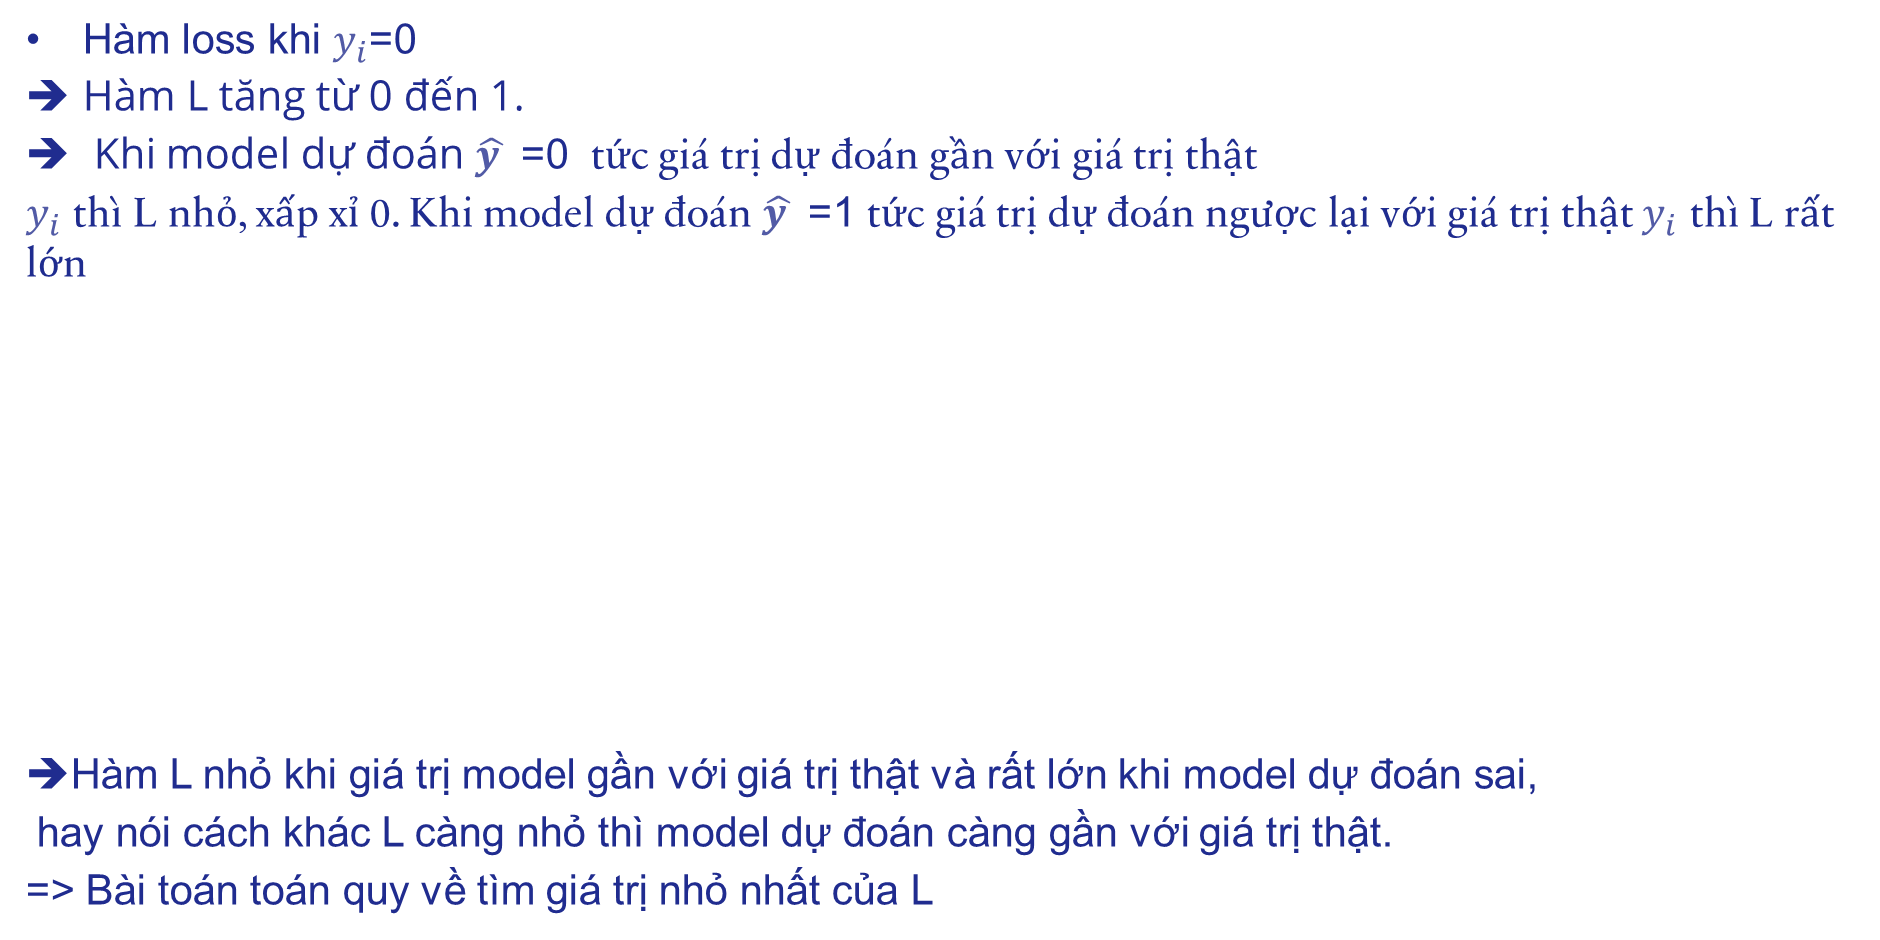 • Hàm loss khi yᵢ=0
➔ Hàm L tăng từ 0 đến 1.
➔ Khi model dự đoán ŷ =0 tức giá trị dự đoán gần với giá trị thật
yᵢ thì L nhỏ, xấp xỉ 0. Khi model dự đoán ŷ =1 tức giá trị dự đoán ngược lại với giá trị thật yᵢ thì L rất
lớn
➔Hàm L nhỏ khi giá trị model gần với giá trị thật và rất lớn khi model dự đoán sai,
hay nói cách khác L càng nhỏ thì model dự đoán càng gần với giá trị thật.
=> Bài toán toán quy về tìm giá trị nhỏ nhất của L